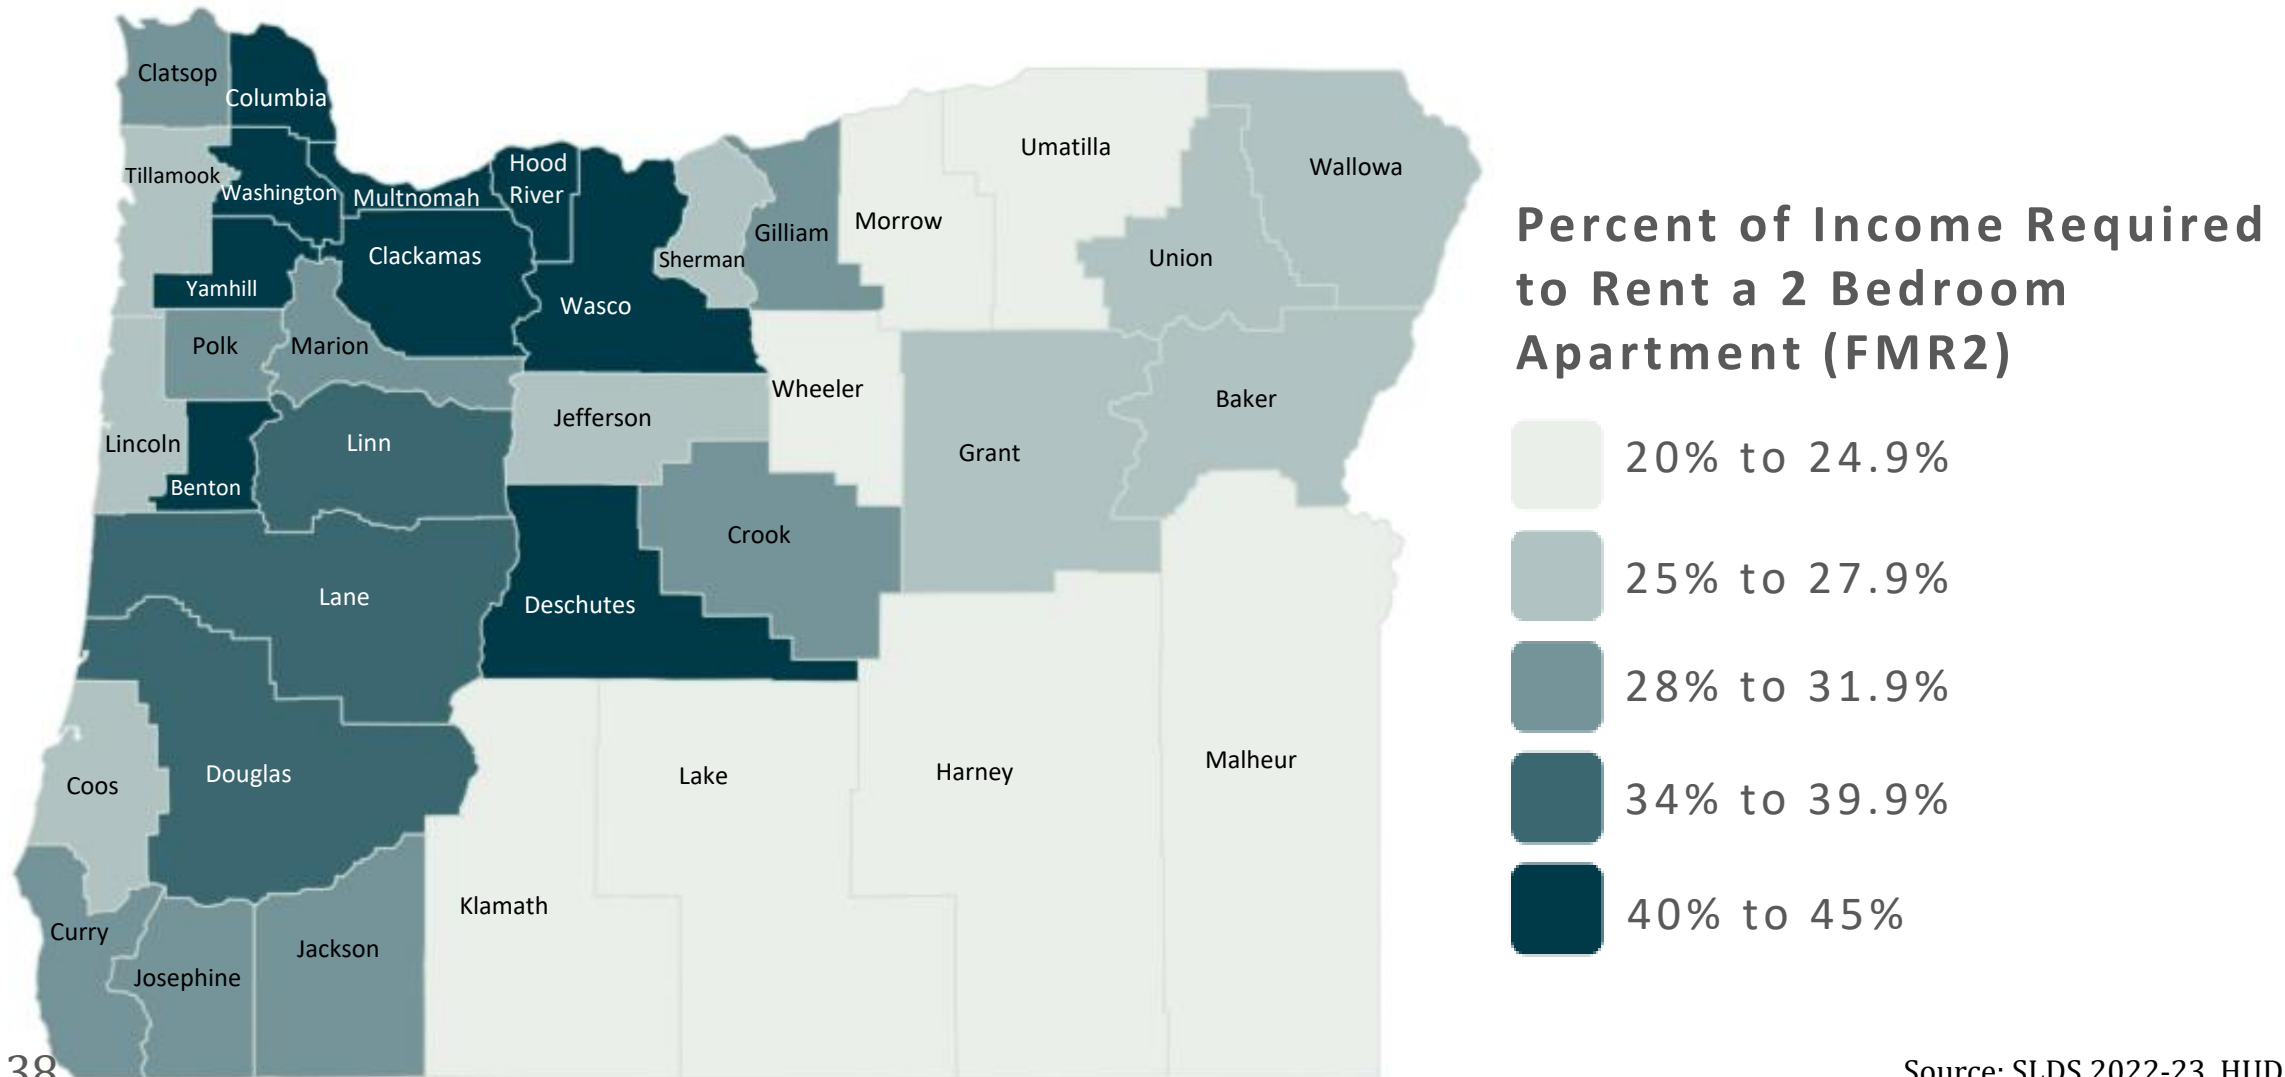 Clatsop
Columbia
Tillamook
Washington
Multnomah
Hood
River
Clackamas
Yamhill
Wasco
Sherman
Gilliam
Morrow
Umatilla
Wallowa
Union
Polk
Marion
Lincoln
Benton
Linn
Jefferson
Wheeler
Grant
Baker
Crook
Lane
Deschutes
Coos
Douglas
Lake
Harney
Malheur
Klamath
Curry
Josephine
Jackson
Percent of Income Required
to Rent a 2 Bedroom
Apartment (FMR2)
20% to 24.9%
25% to 27.9%
28% to 31.9%
34% to 39.9%
40% to 45%
38
Source: SLDS 2022-23, HUD